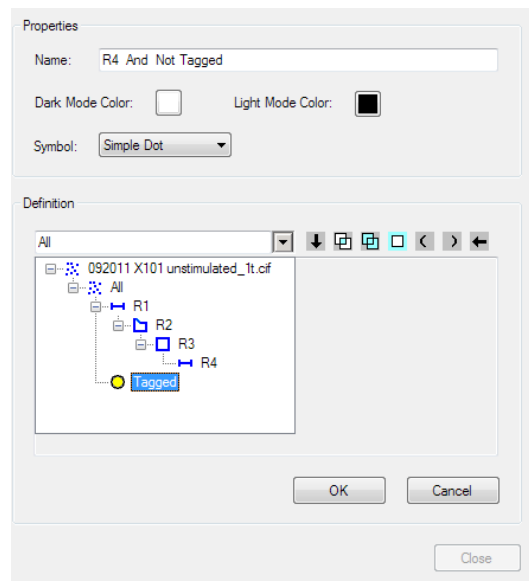 Properties
Name: R4 And Not Tagged
Dark Mode Color: Light Mode Color:
Symbol: Simple Dot
Definition
All
092011 X101 unstimulated_1t.cif
All
R1
R2
R3
R4
Tagged
OK Cancel
Close